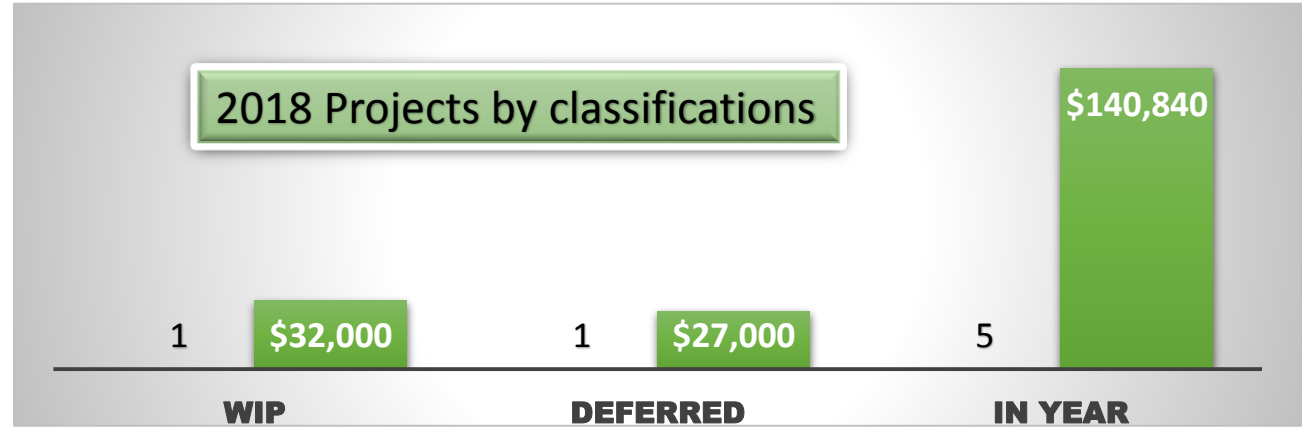 2018 Projects by classifications
$140,840
1 $32,000 1 $27,000 5
WIP DEFERRED IN YEAR